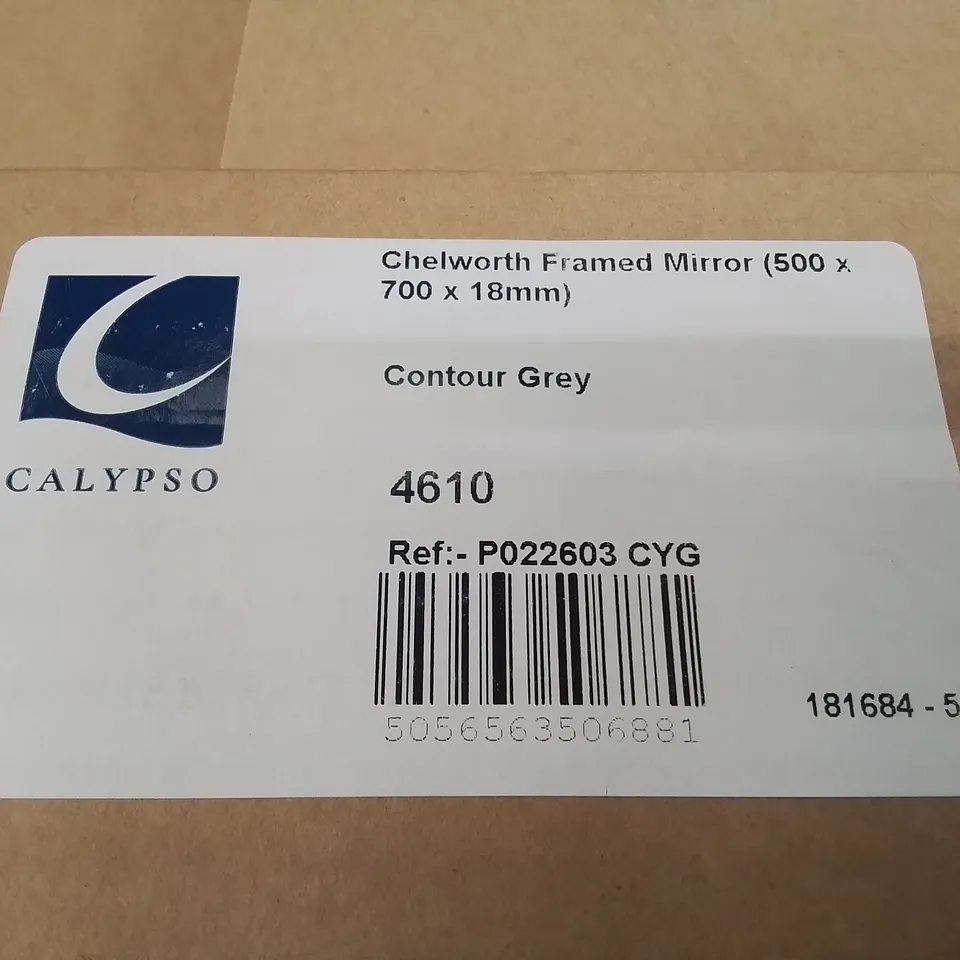 Chelworth Framed Mirror (500 x
700 x 18mm)
Contour Grey
CALYPSO
4610
Ref:- P022603 CYG
5056563506881
181684 - 5